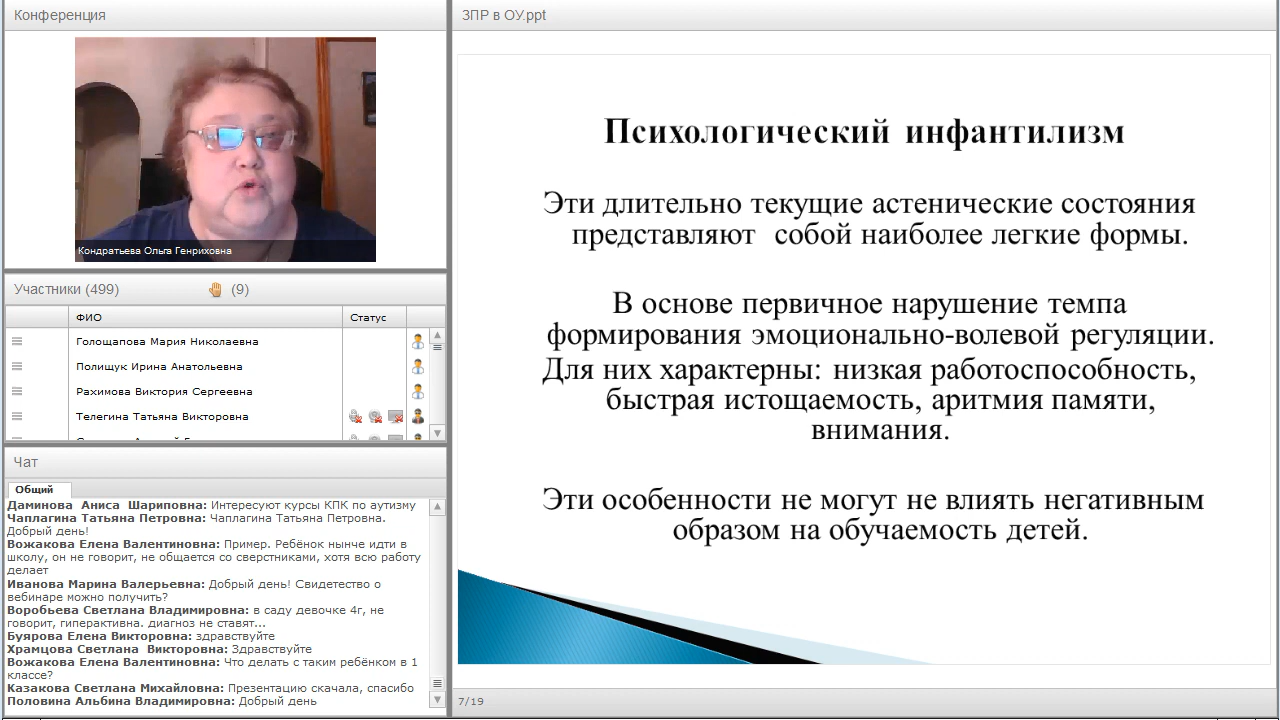 Конференция
Кондратьева Ольга Генриховна
Участники (499)
(9)
ФИО
Статус
Голощапова Мария Николаевна
Полищук Ирина Анатольевна
Рахимова Виктория Сергеевна
Телегина Татьяна Викторовна
Чат
Общий
Даминова Аниса Шариповна: Интересуют курсы КПК по аутизму
Чаплагина Татьяна Петровна: Чаплагина Татьяна Петровна.
Добрый день!
Вожакова Елена Валентиновна: Пример. Ребёнок нынче идти в
школу, он не говорит, не общается со сверстниками, хотя всю работу
делает
Иванова Марина Валерьевна: Добрый день! Свидетество о
вебинаре можно получить?
Воробьева Светлана Владимировна: в саду девочке 4г, не
говорит, гиперактивна. диагноз не ставят...
Буярова Елена Викторовна: здравствуйте
Храмцова Светлана Викторовна: Здравствуйте
Вожакова Елена Валентиновна: Что делать с таким ребёнком в 1
классе?
Казакова Светлана Михайловна: Презентацию скачала, спасибо
Половина Альбина Владимировна: Добрый день
ЗПР в ОУ.ppt
Психологический инфантилизм
Эти длительно текущие астенические состояния
представляют собой наиболее легкие формы.
В основе первичное нарушение темпа
формирования эмоционально-волевой регуляции.
Для них характерны: низкая работоспособность,
быстрая истощаемость, аритмия памяти,
внимания.
Эти особенности не могут не влиять негативным
образом на обучаемость детей.
7/19